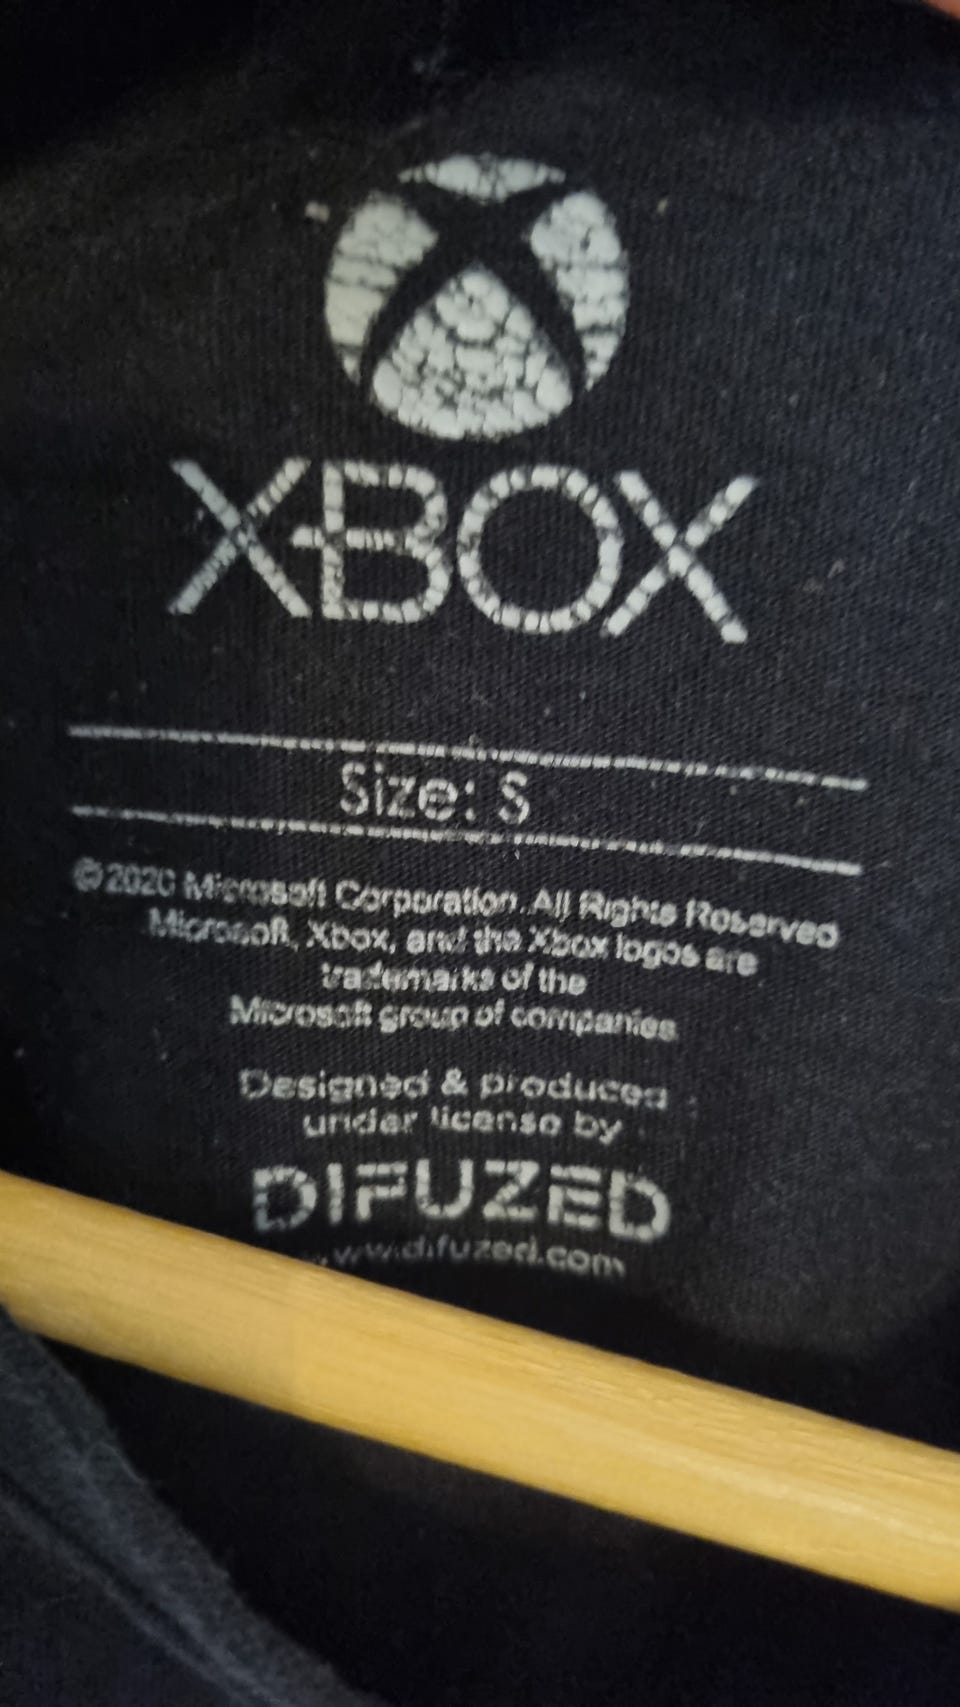 XBOX
Size: S
©2020 Microsoft Corporation. All Rights Reserved
Microsoft, Xbox, and the Xbox logos are
trademarks of the
Microsoft group of companies
Designed & produced
under license by
DIFUZED
www.difuzed.com